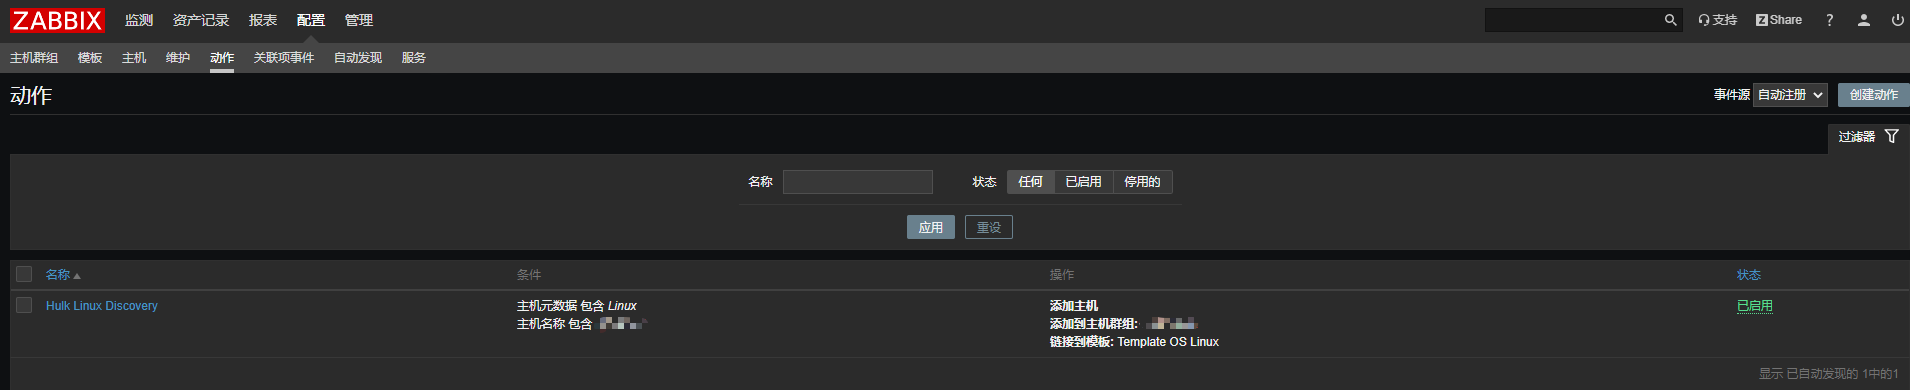 ZABBIX 监测 资产记录 报表 配置 管理 支持 Z Share ?
主机群组 模板 主机 维护 动作 关联项事件 自动发现 服务
动作 事件源 自动注册 创建动作
过滤器
名称 状态 任何 已启用 停用的
应用 重设
名称 条件 操作 状态
Hulk Linux Discovery 主机元数据 包含 Linux 添加主机 已启用
主机名称 包含 添加到主机群组:
链接到模板: Template OS Linux
显示 已自动发现的 1中的1